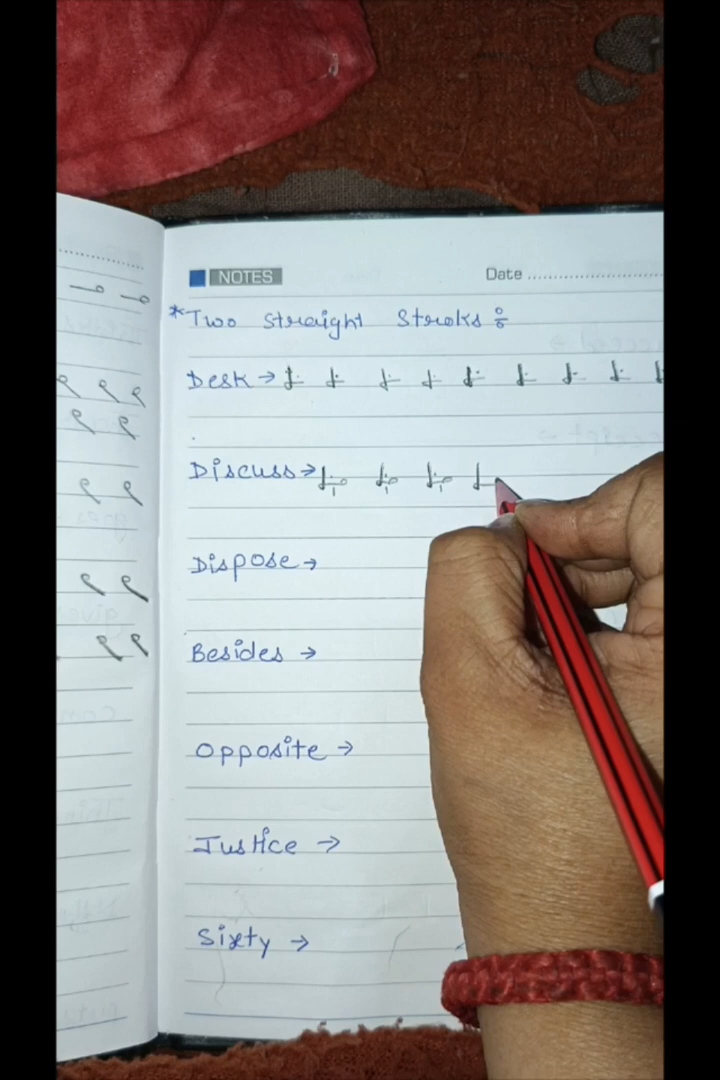 NOTES
Date
*Two Straight Stroks:
Desk →
Discuss →
Dispose →
Besides →
Opposite →
Justice →
Sixty →